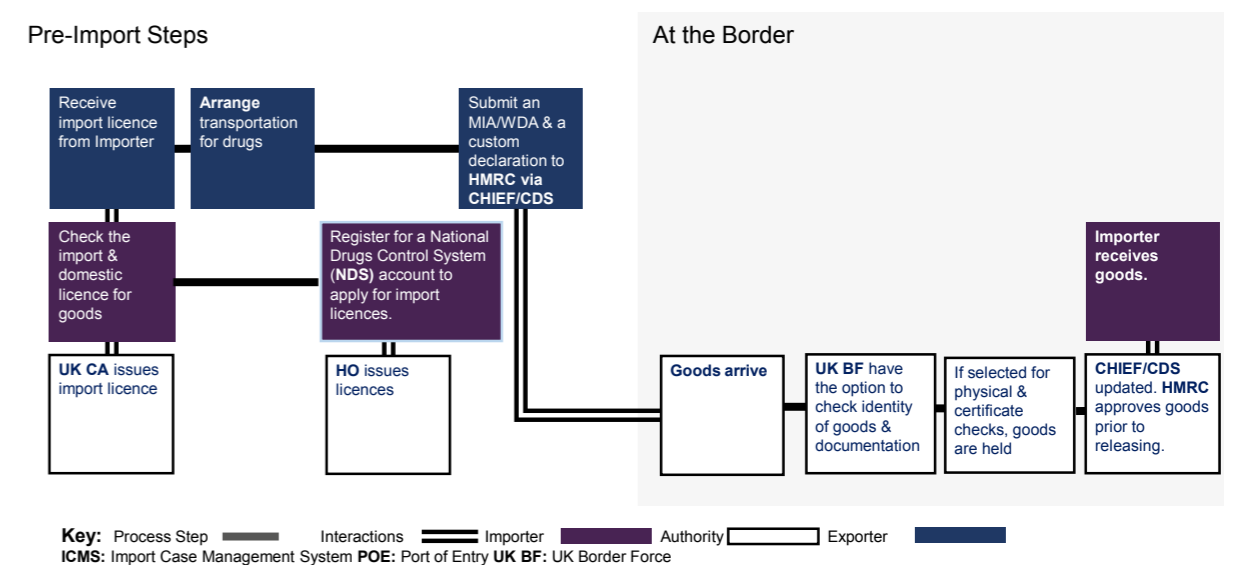 Pre-Import Steps
At the Border
Receive
import licence
from Importer
Arrange
transportation
for drugs
Submit an
MIA/WDA & a
custom
declaration to
HMRC via
CHIEF/CDS
Check the
import &
domestic
licence for
goods
Register for a National
Drugs Control System
(NDS) account to
apply for import
licences.
Importer
receives
goods.
UK CA issues
import licence
HO issues
licences
Goods arrive
UK BF have
the option to
check identity
of goods &
documentation
If selected for
physical &
certificate
checks, goods
are held
CHIEF/CDS
updated. HMRC
approves goods
prior to
releasing.
Key: Process Step Interactions Importer Authority Exporter
ICMS: Import Case Management System POE: Port of Entry UK BF: UK Border Force